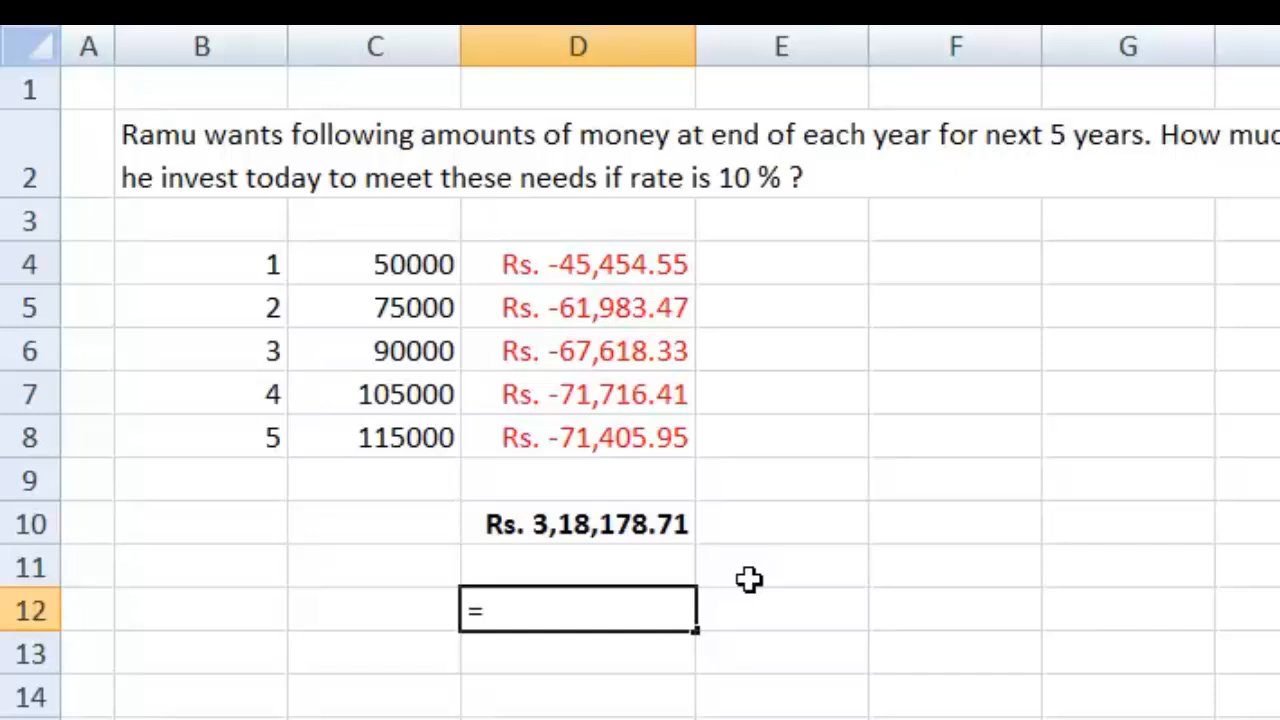 A B C D E F G
1
Ramu wants following amounts of money at end of each year for next 5 years. How
2 he invest today to meet these needs if rate is 10 % ?
3
4 1 50000 Rs. -45,454.55
5 2 75000 Rs. -61,983.47
6 3 90000 Rs. -67,618.33
7 4 105000 Rs. -71,716.41
8 5 115000 Rs. -71,405.95
9
10 Rs. 3,18,178.71
11
12 =
13
14